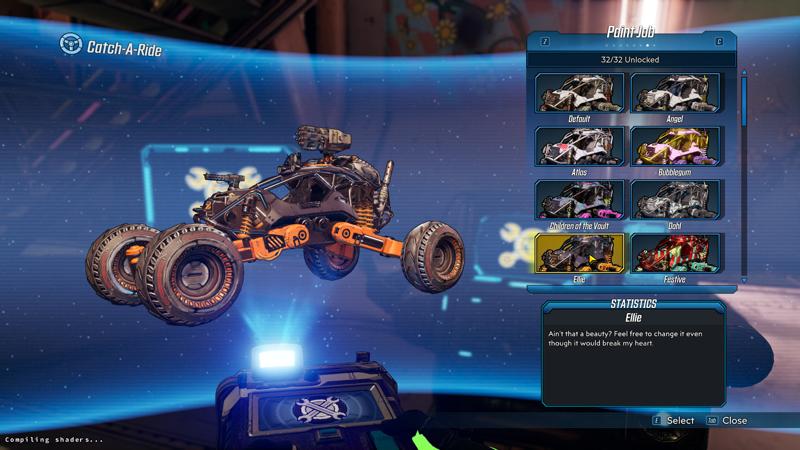 Catch-A-Ride
Paint Job
Z
C
32/32 Unlocked
Default
Angel
Atlas
Bubblegum
Children of the Vault
Dahl
Ellie
Festive
STATISTICS
Ellie
Ain't that a beauty? Feel free to change it even
though it would break my heart.
E Select
Tab Close
Compiling shaders...